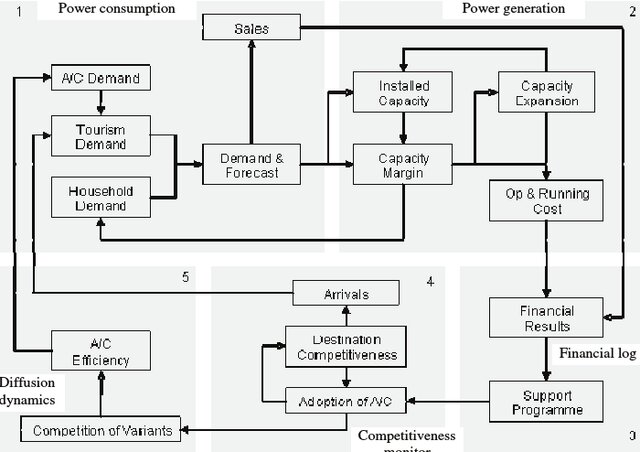 1
Power consumption
Power generation
2
Sales
A/C Demand
Installed
Capacity
Capacity
Expansion
Tourism
Demand
Demand &
Forecast
Capacity
Margin
Household
Demand
Op & Running
Cost
5
4
Arrivals
Financial
Results
Destination
Competitiveness
A/C
Efficiency
Financial log
Diffusion
dynamics
Adoption of A/C
Support
Programme
Competition of Variants
Competitiveness
monitor